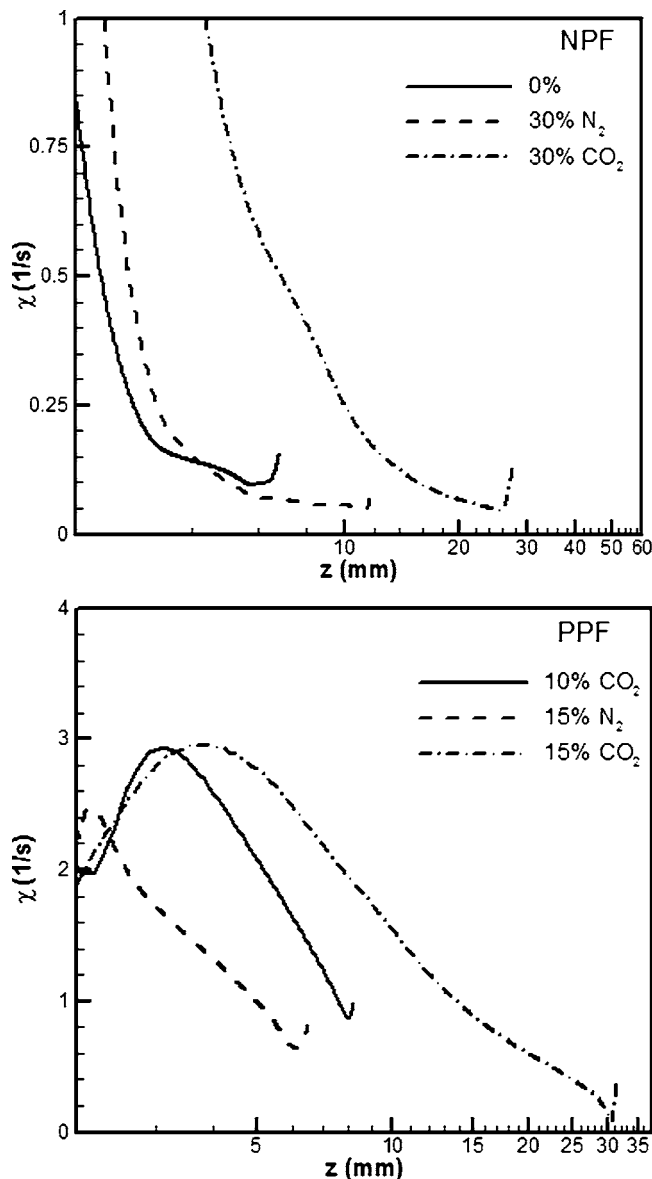 1
NPF
0%
30% N₂
30% CO₂
0.75
0.5
0.25
0
χ (1/s)
10 20 30 40 50 60
z (mm)
4
PPF
10% CO₂
15% N₂
15% CO₂
3
2
1
0
χ (1/s)
5 10 15 20 25 30 35
z (mm)